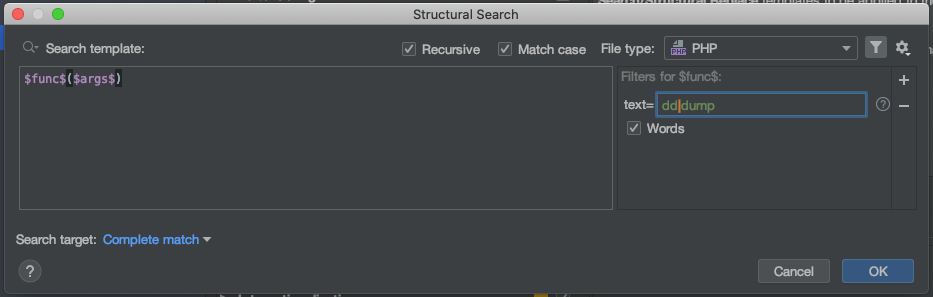 Structural Search
Search template:
Recursive
Match case
File type:
PHP
PHP
$func$($args$)
Filters for $func$:
text=
dd|dump
?
Words
Search target:
Complete match
?
Cancel
OK